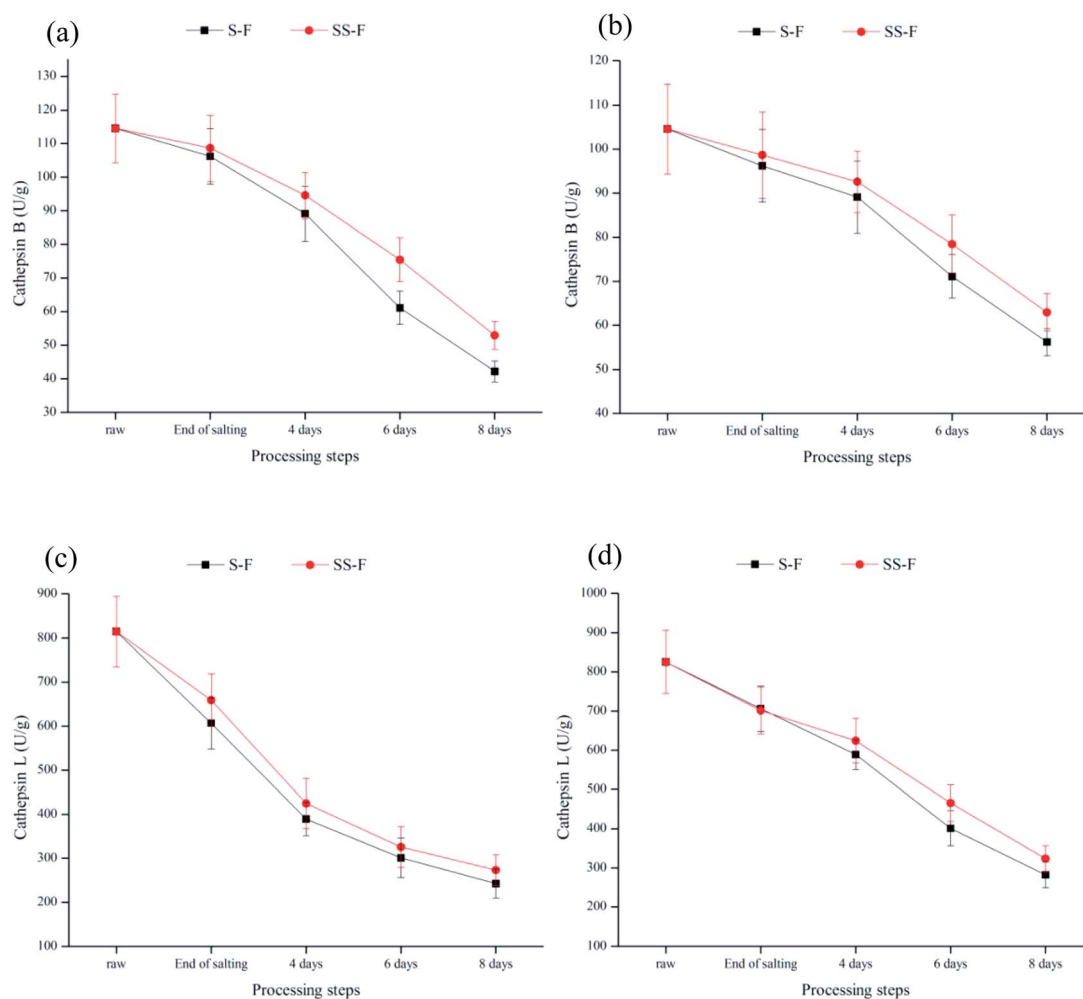 (a)
S-F SS-F
130
120
110
100
90
80
70
60
50
40
30
Cathepsin B (U/g)
raw End of salting 4 days 6 days 8 days
Processing steps
(b)
S-F SS-F
120
110
100
90
80
70
60
50
40
Cathepsin B (U/g)
raw End of salting 4 days 6 days 8 days
Processing steps
(c)
S-F SS-F
900
800
700
600
500
400
300
200
100
Cathepsin L (U/g)
raw End of salting 4 days 6 days 8 days
Processing steps
(d)
S-F SS-F
1000
900
800
700
600
500
400
300
200
100
Cathepsin L (U/g)
raw End of salting 4 days 6 days 8 days
Processing steps